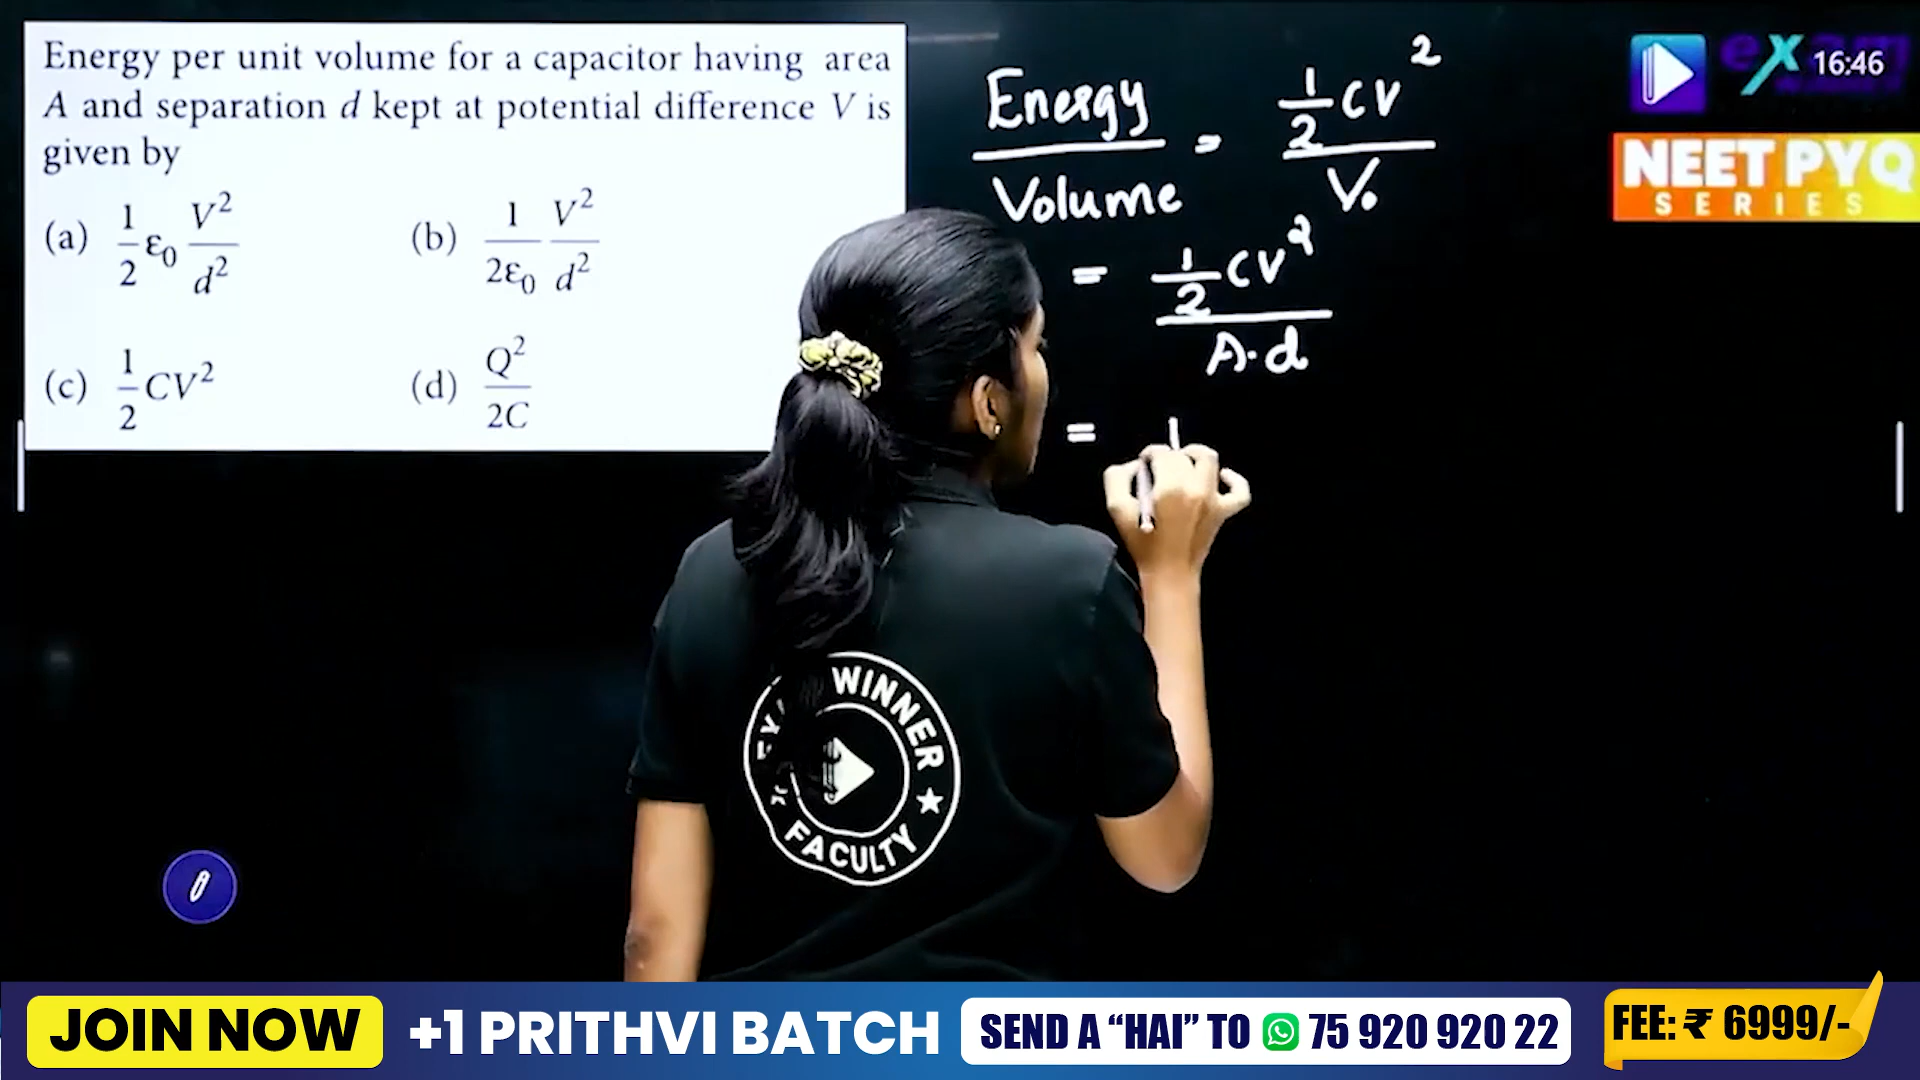 Energy per unit volume for a capacitor having area
A and separation d kept at potential difference V is
given by
(a) 1/2 ε₀ V²/d²
(b) 1/2ε₀ V²/d²
(c) 1/2 CV²
(d) Q²/2C
Energy/Volume = 1/2 CV² / V.
= 1/2 CV² / A.d
= 1
16:46
NEET PYQ
SERIES
WINNER
FACULTY
JOIN NOW
+1 PRITHVI BATCH
SEND A “HAI” TO 75 920 920 22
FEE: ₹ 6999/-